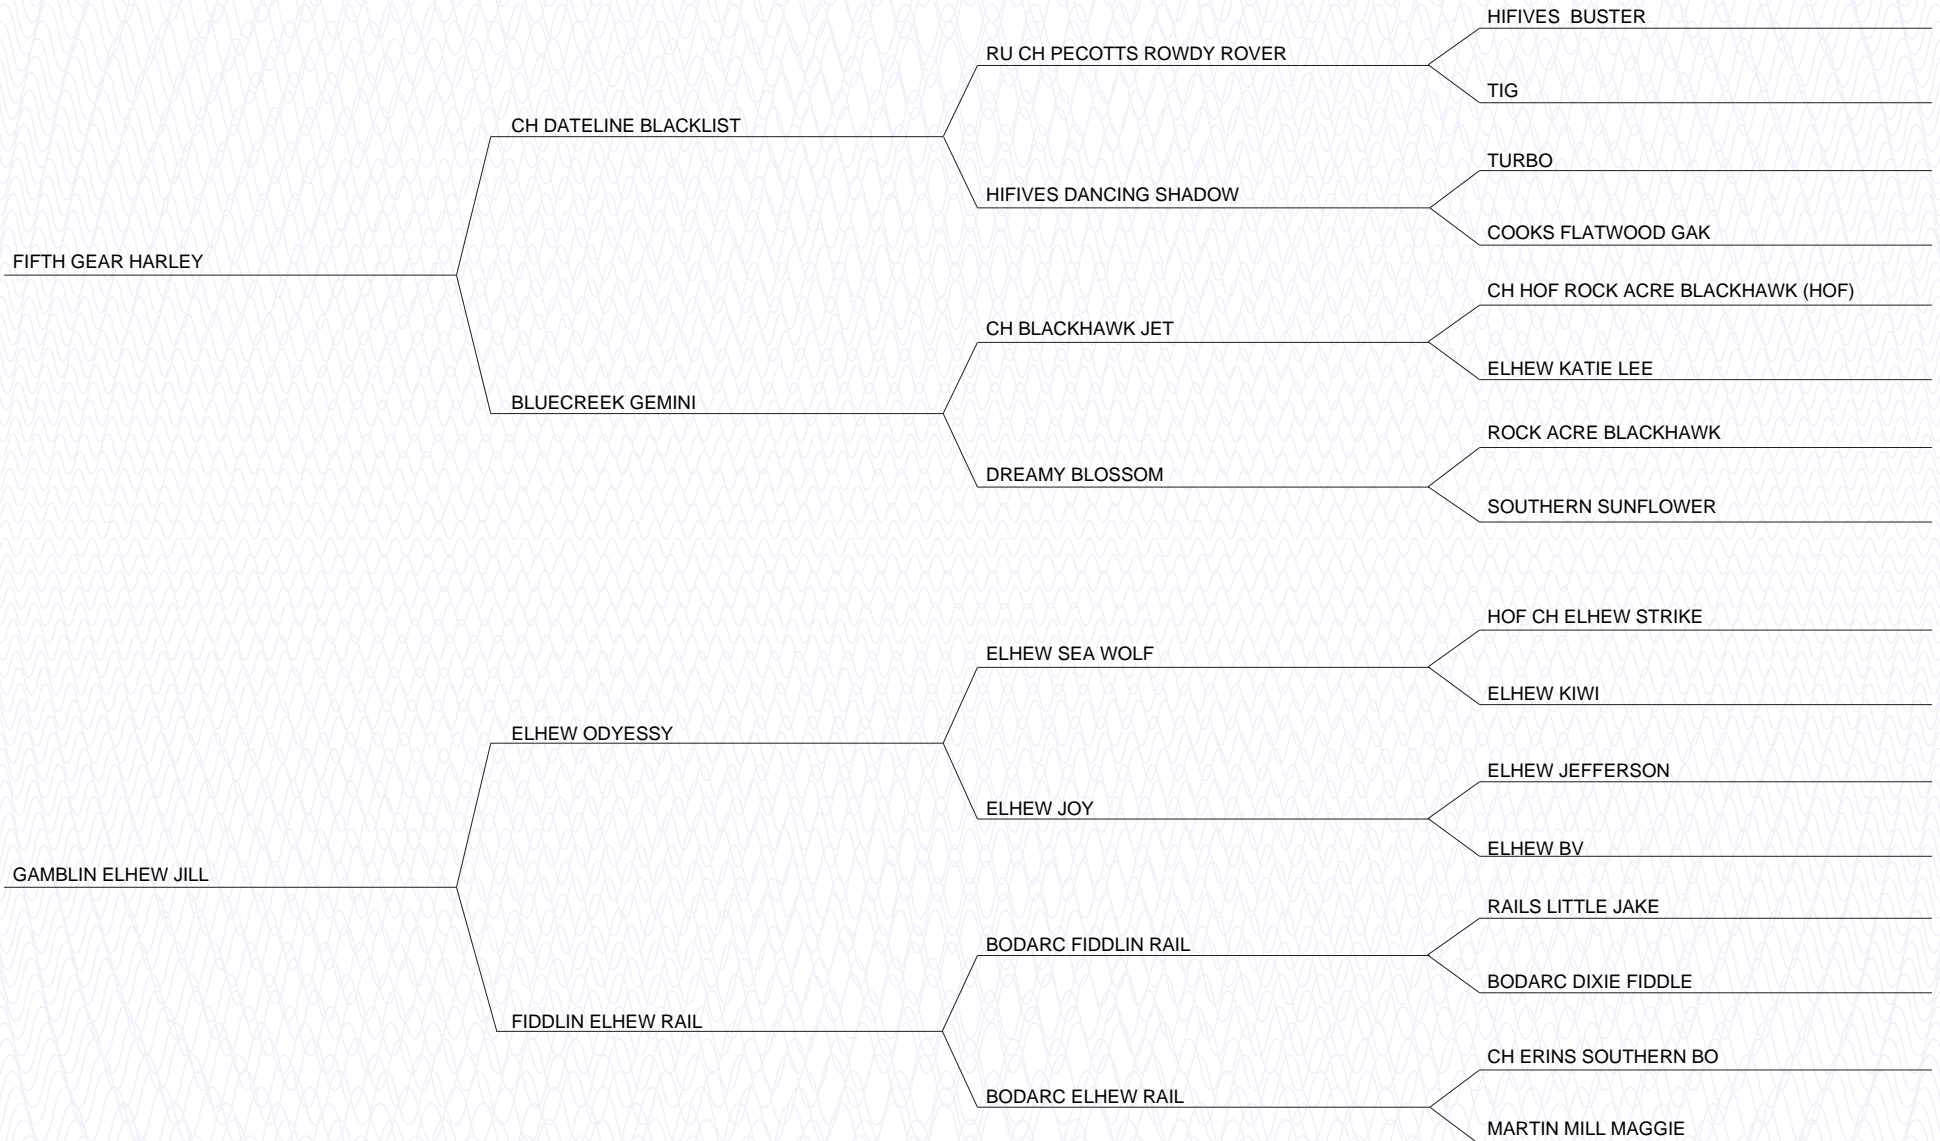 HIFIVES  BUSTER
RU CH PECOTTS ROWDY ROVER
TIG
CH DATELINE BLACKLIST
TURBO
HIFIVES DANCING SHADOW
COOKS FLATWOOD GAK
FIFTH GEAR HARLEY
CH HOF ROCK ACRE BLACKHAWK (HOF)
CH BLACKHAWK JET
ELHEW KATIE LEE
BLUECREEK GEMINI
ROCK ACRE BLACKHAWK
DREAMY BLOSSOM
SOUTHERN SUNFLOWER
HOF CH ELHEW STRIKE
ELHEW SEA WOLF
ELHEW KIWI
ELHEW ODYESSY
ELHEW JEFFERSON
ELHEW JOY
ELHEW BV
GAMBLIN ELHEW JILL
RAILS LITTLE JAKE
BODARC FIDDLIN RAIL
BODARC DIXIE FIDDLE
FIDDLIN ELHEW RAIL
CH ERINS SOUTHERN BO
BODARC ELHEW RAIL
MARTIN MILL MAGGIE